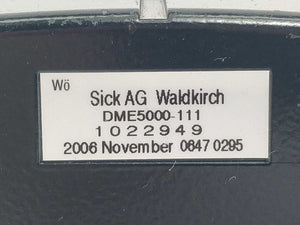 Wö
Sick AG Waldkirch
DME5000-111
1022949
2006 November 0647 0295